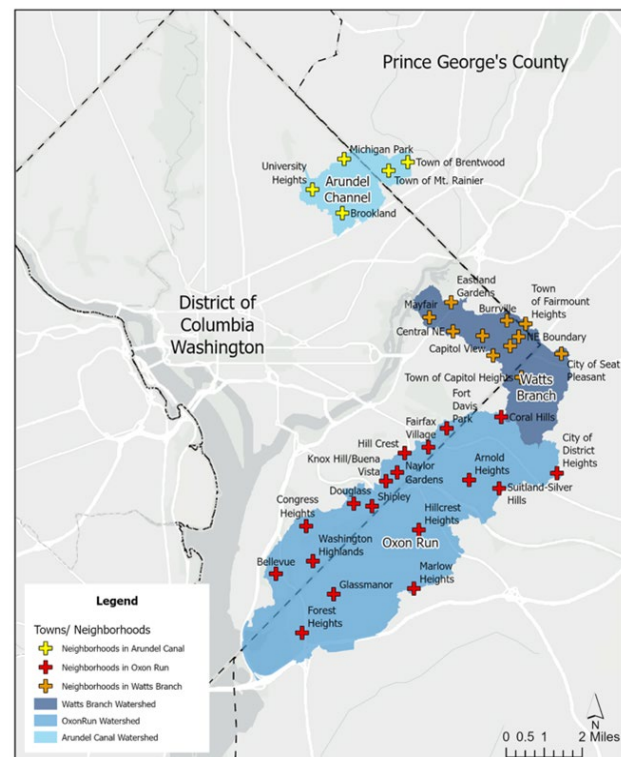 Prince George's County
Michigan Park
Town of Brentwood
University
Heights
Town of Mt. Rainier
Arundel
Channel
Brookland
District of
Columbia
Washington
Eastland
Gardens
Town
of Fairmount
Heights
Mayfair
Burrville
Central NE
NE Boundary
Capitol View
City of Seat
Pleasant
Town of Capitol Heights
Watts
Branch
Fort
Davis
Park
Coral Hills
Fairfax
Village
Hill Crest
City of
District
Heights
Knox Hill/Buena
Vista
Naylor
Gardens
Arnold
Heights
Douglass
Shipley
Suitland-Silver
Hills
Congress
Heights
Hillcrest
Heights
Washington
Highlands
Oxon Run
Bellevue
Marlow
Heights
Glassmanor
Forest
Heights
Legend
Towns/ Neighborhoods
Neighborhoods in Arundel Canal
Neighborhoods in Oxon Run
Neighborhoods in Watts Branch
Watts Branch Watershed
OxonRun Watershed
Arundel Canal Watershed
N
0 0.5 1 2 Miles